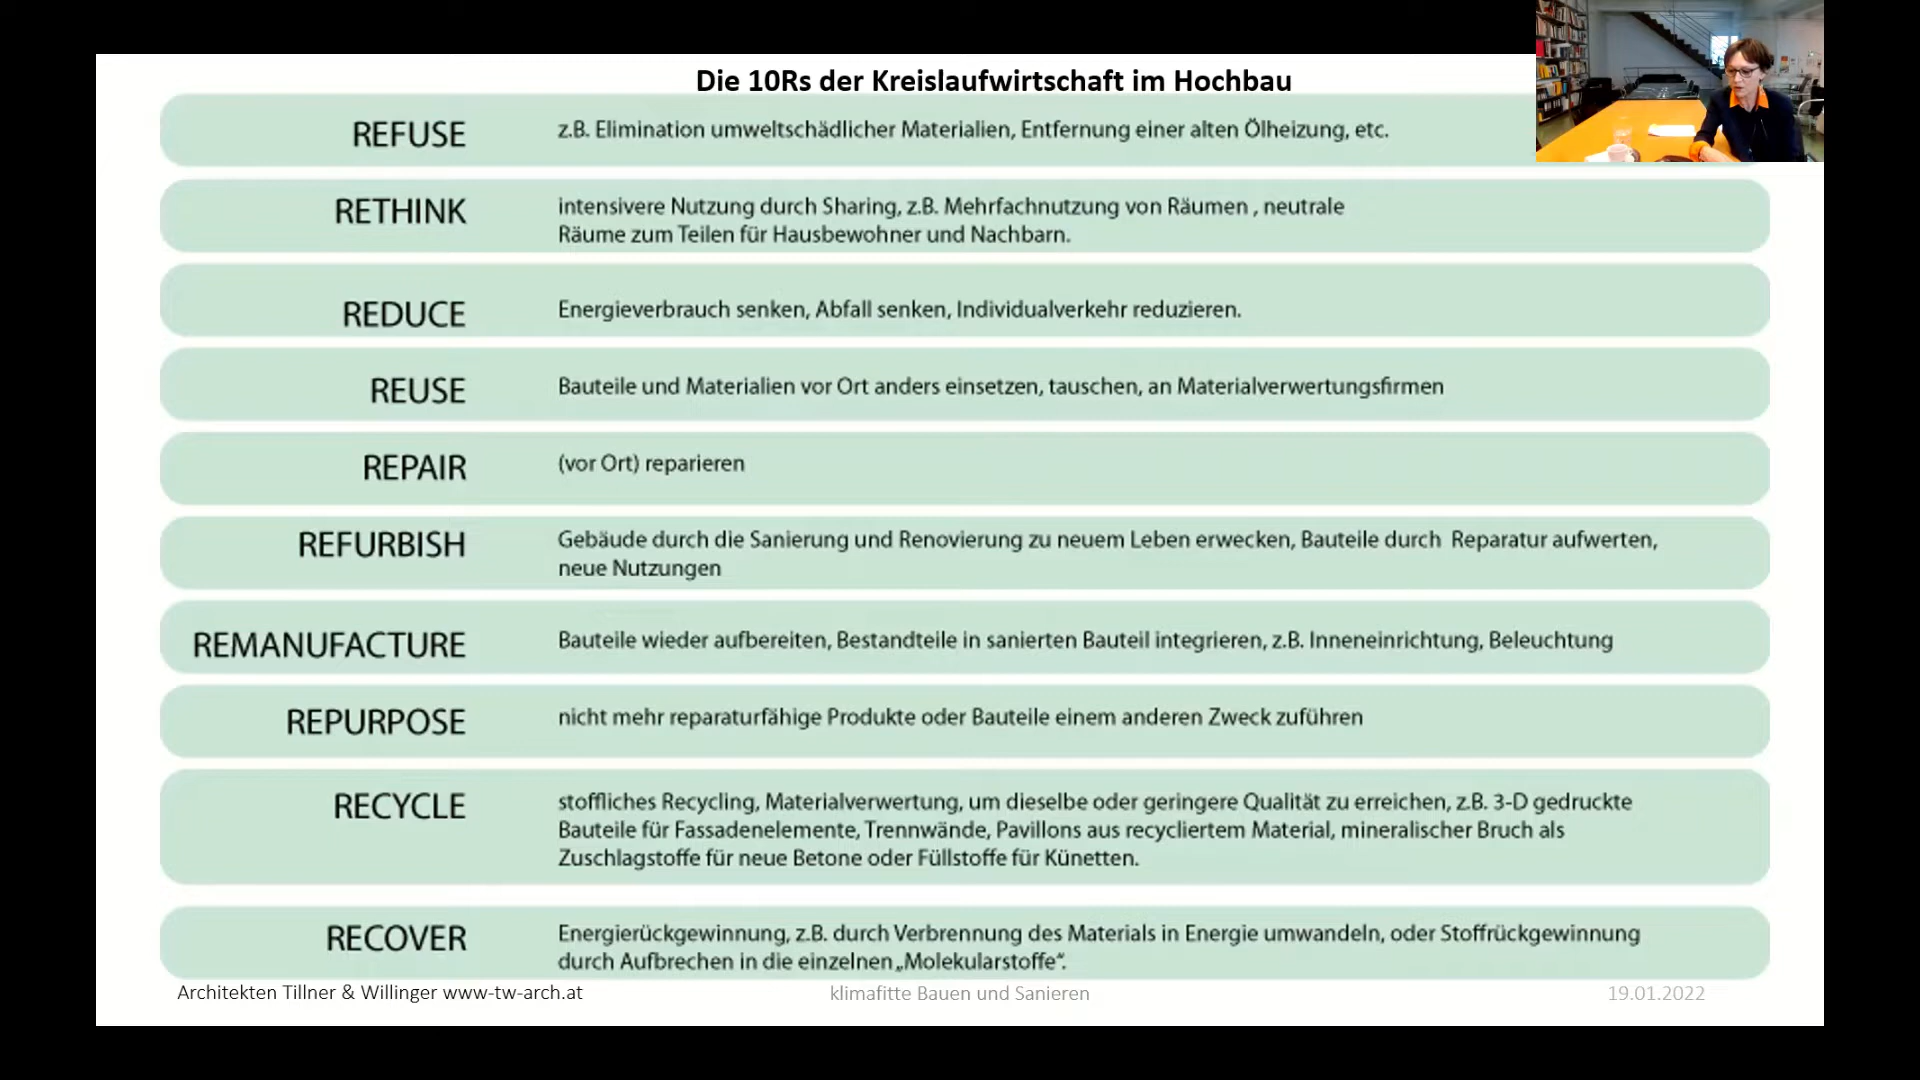 Die 10Rs der Kreislaufwirtschaft im Hochbau
REFUSE
z.B. Elimination umweltschädlicher Materialien, Entfernung einer alten Ölheizung, etc.
RETHINK
intensivere Nutzung durch Sharing, z.B. Mehrfachnutzung von Räumen , neutrale
Räume zum Teilen für Hausbewohner und Nachbarn.
REDUCE
Energieverbrauch senken, Abfall senken, Individualverkehr reduzieren.
REUSE
Bauteile und Materialien vor Ort anders einsetzen, tauschen, an Materialverwertungsfirmen
REPAIR
(vor Ort) reparieren
REFURBISH
Gebäude durch die Sanierung und Renovierung zu neuem Leben erwecken, Bauteile durch Reparatur aufwerten,
neue Nutzungen
REMANUFACTURE
Bauteile wieder aufbereiten, Bestandteile in sanierten Bauteil integrieren, z.B. Inneneinrichtung, Beleuchtung
REPURPOSE
nicht mehr reparaturfähige Produkte oder Bauteile einem anderen Zweck zuführen
RECYCLE
stoffliches Recycling, Materialverwertung, um dieselbe oder geringere Qualität zu erreichen, z.B. 3-D gedruckte
Bauteile für Fassadenelemente, Trennwände, Pavillons aus recycliertem Material, mineralischer Bruch als
Zuschlagstoffe für neue Betone oder Füllstoffe für Künetten.
RECOVER
Energierückgewinnung, z.B. durch Verbrennung des Materials in Energie umwandeln, oder Stoffrückgewinnung
durch Aufbrechen in die einzelnen „Molekularstoffe“.
Architekten Tillner & Willinger www-tw-arch.at
klimafitte Bauen und Sanieren
19.01.2022